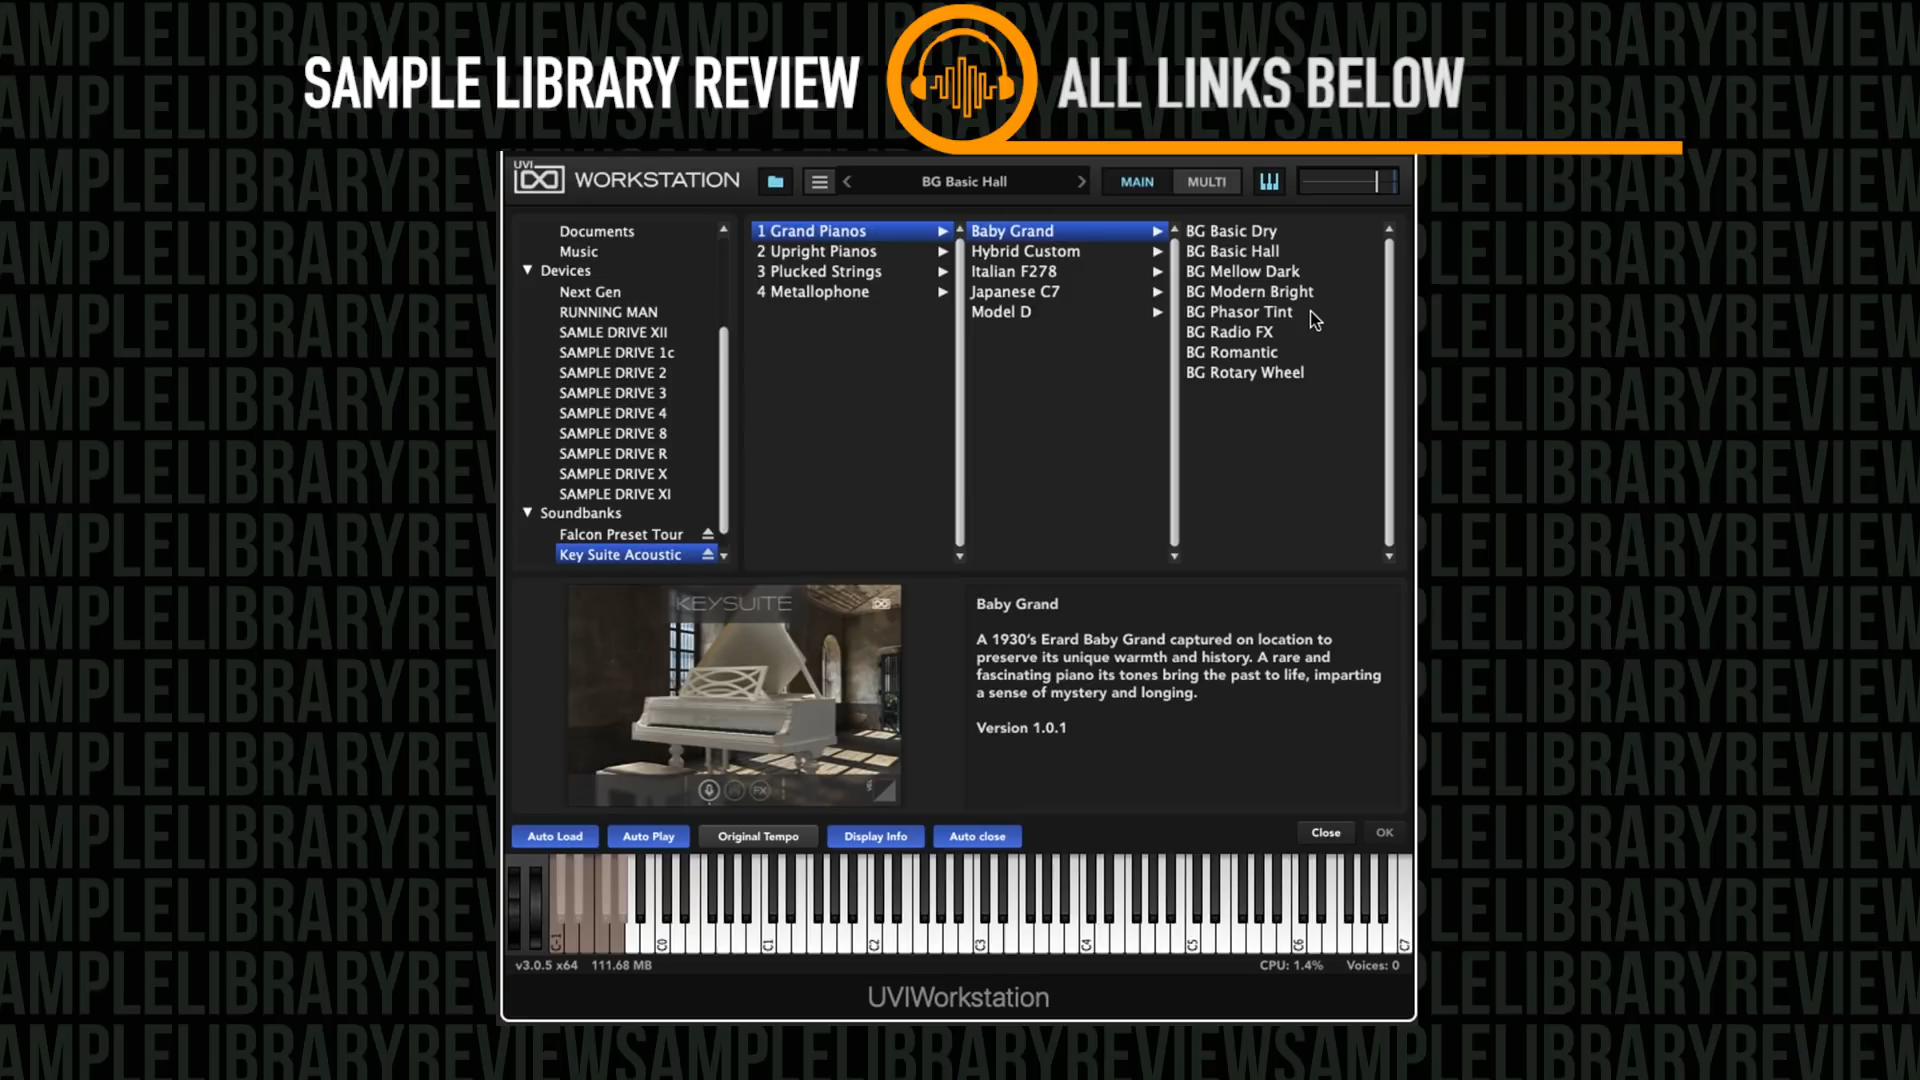 SAMPLE LIBRARY REVIEW
ALL LINKS BELOW
UVI
WORKSTATION
BG Basic Hall
MAIN
MULTI
Documents
Music
Devices
Next Gen
RUNNING MAN
SAMLE DRIVE XII
SAMPLE DRIVE 1c
SAMPLE DRIVE 2
SAMPLE DRIVE 3
SAMPLE DRIVE 4
SAMPLE DRIVE 8
SAMPLE DRIVE R
SAMPLE DRIVE X
SAMPLE DRIVE XI
Soundbanks
Falcon Preset Tour
Key Suite Acoustic
1 Grand Pianos
2 Upright Pianos
3 Plucked Strings
4 Metallophone
Baby Grand
Hybrid Custom
Italian F278
Japanese C7
Model D
BG Basic Dry
BG Basic Hall
BG Mellow Dark
BG Modern Bright
BG Phasor Tint
BG Radio FX
BG Romantic
BG Rotary Wheel
KEYSUITE
FX
Baby Grand
A 1930's Erard Baby Grand captured on location to
preserve its unique warmth and history. A rare and
fascinating piano its tones bring the past to life, imparting
a sense of mystery and longing.
Version 1.0.1
Auto Load
Auto Play
Original Tempo
Display Info
Auto close
Close
OK
C-1
C0
C1
C2
C3
C4
C5
C6
C7
v3.0.5 x64
111.68 MB
CPU: 1.4%
Voices: 0
UVIWorkstation